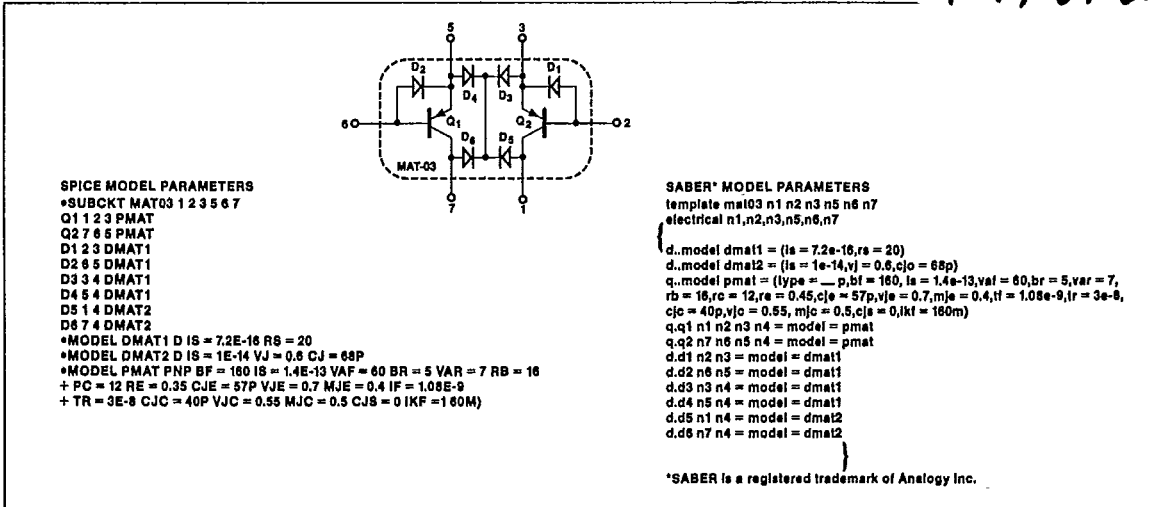 5 3
D2 D1
D4 D3
6 Q1 Q2 2
D6 D5
MAT-03
7 1
SPICE MODEL PARAMETERS
•SUBCKT MAT03 1 2 3 5 6 7
Q1 1 2 3 PMAT
Q2 7 6 5 PMAT
D1 2 3 DMAT1
D2 6 5 DMAT1
D3 3 4 DMAT1
D4 5 4 DMAT1
D5 1 4 DMAT2
D6 7 4 DMAT2
•MODEL DMAT1 D IS = 7.2E-16 RS = 20
•MODEL DMAT2 D IS = 1E-14 VJ = 0.6 CJ = 68P
•MODEL PMAT PNP BF = 160 IS = 1.4E-13 VAF = 60 BR = 5 VAR = 7 RB = 16
+ PC = 12 RE = 0.35 CJE = 57P VJE = 0.7 MJE = 0.4 IF = 1.08E-9
+ TR = 3E-8 CJC = 40P VJC = 0.55 MJC = 0.5 CJS = 0 IKF = 160M)
SABER* MODEL PARAMETERS
template mat03 n1 n2 n3 n5 n6 n7
electrical n1,n2,n3,n5,n6,n7
{
d..model dmat1 = (is = 7.2e-16,rs = 20)
d..model dmat2 = (is = 1e-14,vj = 0.6,cjo = 68p)
q..model pmat = (type = _ p,bf = 160, is = 1.4e-13,vaf = 60,br = 5,var = 7,
rb = 16,rc = 12,re = 0.45,cje = 57p,vje = 0.7,mje = 0.4,tf = 1.08e-9,tr = 3e-8,
cjc = 40p,vjc = 0.55, mjc = 0.5,cjs = 0,ikf = 160m)
q.q1 n1 n2 n3 n4 = model = pmat
q.q2 n7 n6 n5 n4 = model = pmat
d.d1 n2 n3 = model = dmat1
d.d2 n6 n5 = model = dmat1
d.d3 n3 n4 = model = dmat1
d.d4 n5 n4 = model = dmat1
d.d5 n1 n4 = model = dmat2
d.d6 n7 n4 = model = dmat2
}
*SABER is a registered trademark of Analogy Inc.